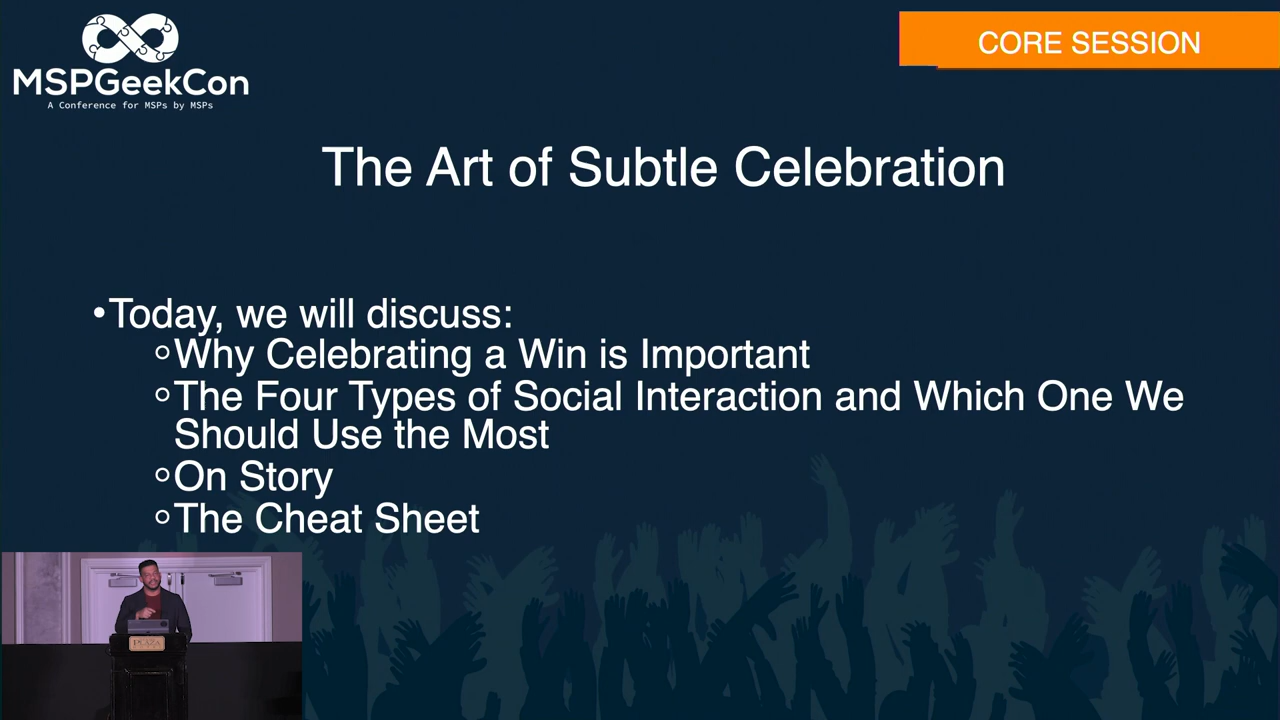 MSPGeekCon
A Conference for MSPs by MSPs
CORE SESSION
The Art of Subtle Celebration
•Today, we will discuss:
○Why Celebrating a Win is Important
○The Four Types of Social Interaction and Which One We
Should Use the Most
○On Story
○The Cheat Sheet
PLAZA